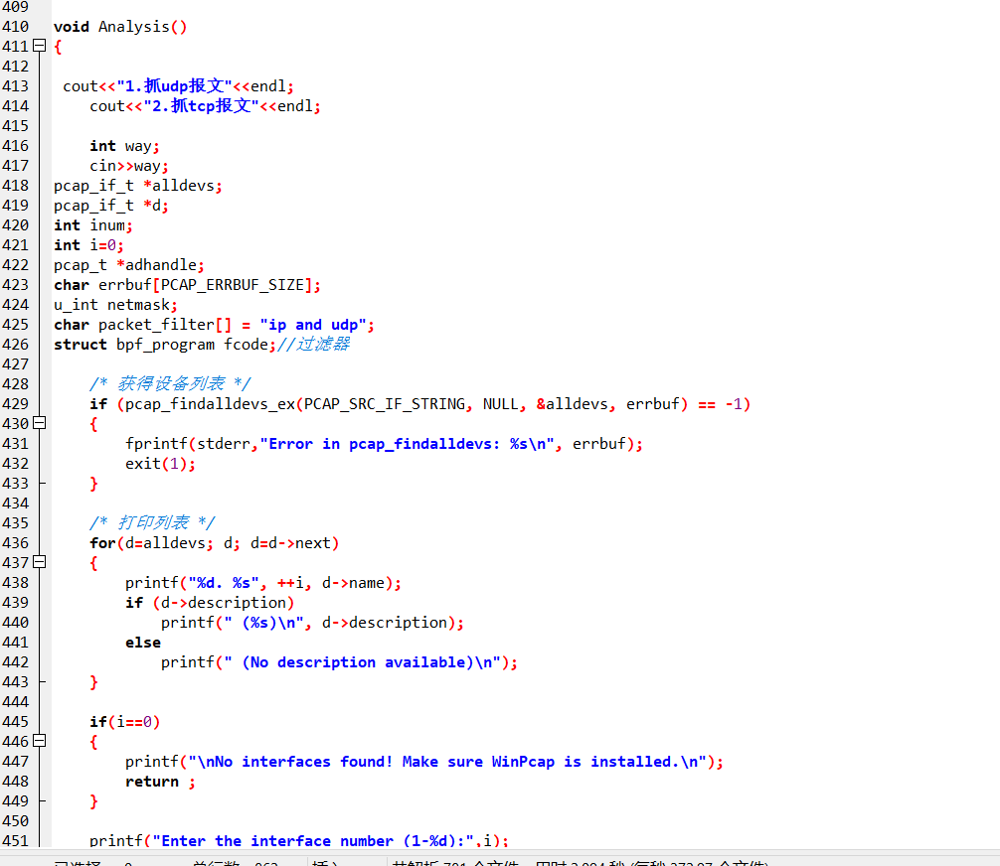 409
410 void Analysis()
411 {
412
413 cout<<"1.抓udp报文"<<endl;
414 cout<<"2.抓tcp报文"<<endl;
415
416 int way;
417 cin>>way;
418 pcap_if_t *alldevs;
419 pcap_if_t *d;
420 int inum;
421 int i=0;
422 pcap_t *adhandle;
423 char errbuf[PCAP_ERRBUF_SIZE];
424 u_int netmask;
425 char packet_filter[] = "ip and udp";
426 struct bpf_program fcode;//过滤器
427
428 /* 获得设备列表 */
429 if (pcap_findalldevs_ex(PCAP_SRC_IF_STRING, NULL, &alldevs, errbuf) == -1)
430 {
431 fprintf(stderr,"Error in pcap_findalldevs: %s\n", errbuf);
432 exit(1);
433 }
434
435 /* 打印列表 */
436 for(d=alldevs; d; d=d->next)
437 {
438 printf("%d. %s", ++i, d->name);
439 if (d->description)
440 printf(" (%s)\n", d->description);
441 else
442 printf(" (No description available)\n");
443 }
444
445 if(i==0)
446 {
447 printf("\nNo interfaces found! Make sure WinPcap is installed.\n");
448 return ;
449 }
450
451 printf("Enter the interface number (1-%d):",i);